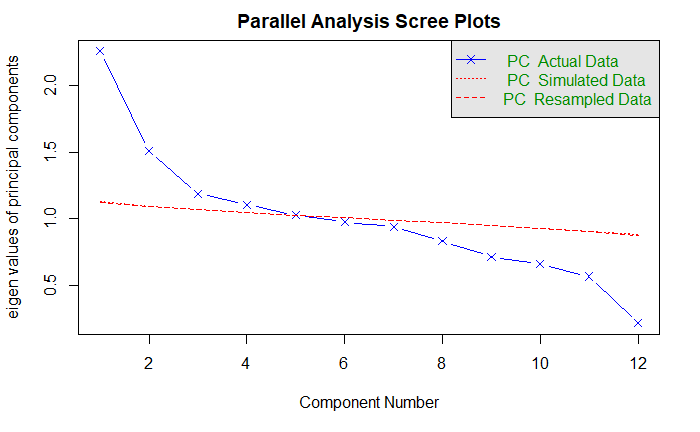 Parallel Analysis Scree Plots
PC  Actual Data
PC  Simulated Data
PC  Resampled Data
eigen values of principal components
2.0
1.5
1.0
0.5
2 4 6 8 10 12
Component Number